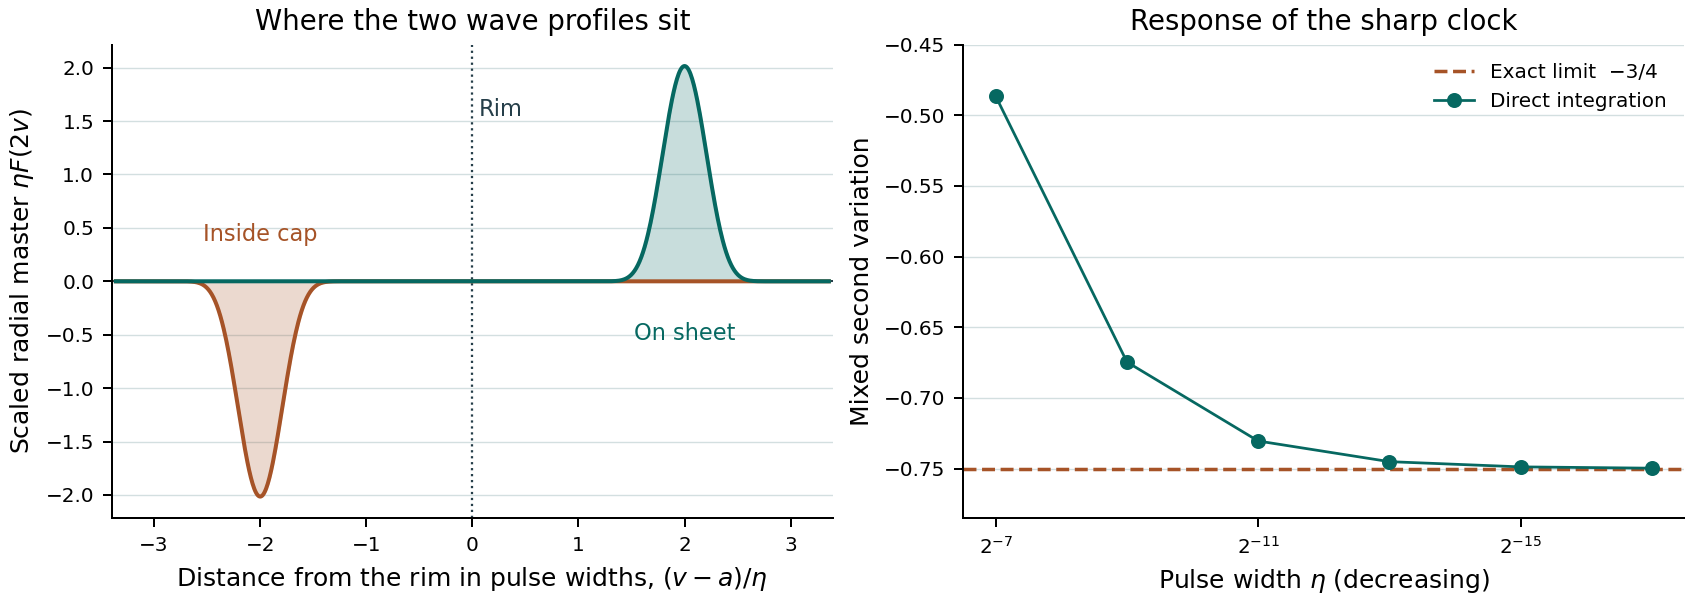 Where the two wave profiles sit
Scaled radial master ηF(2v)
2.0
1.5
1.0
0.5
0.0
−0.5
−1.0
−1.5
−2.0
Rim
Inside cap
On sheet
−3
−2
−1
0
1
2
3
Distance from the rim in pulse widths, (v − a)/η
Response of the sharp clock
Mixed second variation
−0.45
−0.50
−0.55
−0.60
−0.65
−0.70
−0.75
Exact limit −3/4
Direct integration
2⁻⁷
2⁻¹¹
2⁻¹⁵
Pulse width η (decreasing)